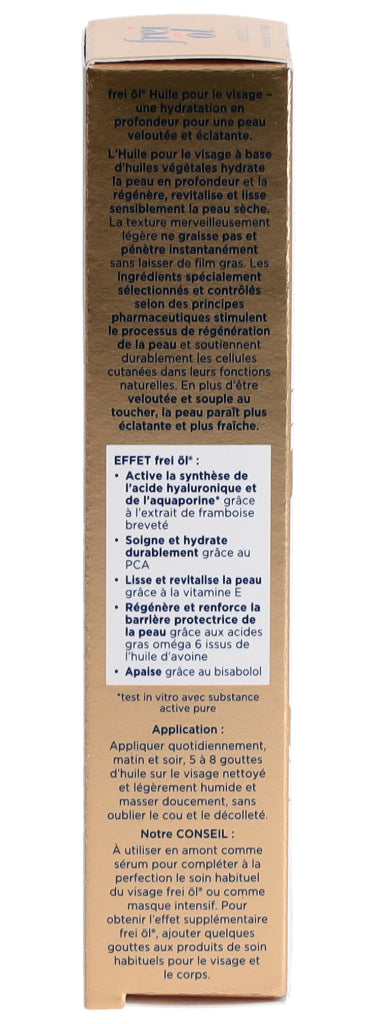 frei öl
frei öl® Huile pour le visage –
une hydratation en
profondeur pour une peau
veloutée et éclatante.
L'Huile pour le visage à base
d'huiles végétales hydrate
la peau en profondeur et la
régénère, revitalise et lisse
sensiblement la peau sèche.
La texture merveilleusement
légère ne graisse pas et
pénètre instantanément
sans laisser de film gras. Les
ingrédients spécialement
sélectionnés et contrôlés
selon des principes
pharmaceutiques stimulent
le processus de régénération
de la peau et soutiennent
durablement les cellules
cutanées dans leurs fonctions
naturelles. En plus d'être
veloutée et souple au
toucher, la peau paraît plus
éclatante et plus fraîche.
EFFET frei öl® :
• Active la synthèse de
l'acide hyaluronique et
de l'aquaporine* grâce
à l'extrait de framboise
breveté
• Soigne et hydrate
durablement grâce au
PCA
• Lisse et revitalise la peau
grâce à la vitamine E
• Régénère et renforce la
barrière protectrice de
la peau grâce aux acides
gras oméga 6 issus de
l'huile d'avoine
• Apaise grâce au bisabolol
*test in vitro avec substance
active pure
Application :
Appliquer quotidiennement,
matin et soir, 5 à 8 gouttes
d'huile sur le visage nettoyé
et légèrement humide et
masser doucement, sans
oublier le cou et le décolleté.
Notre CONSEIL :
À utiliser en amont comme
sérum pour compléter à la
perfection le soin habituel
du visage frei öl® ou comme
masque intensif. Pour
obtenir l'effet supplémentaire
frei öl®, ajouter quelques
gouttes aux produits de soin
habituels pour le visage et
le corps.